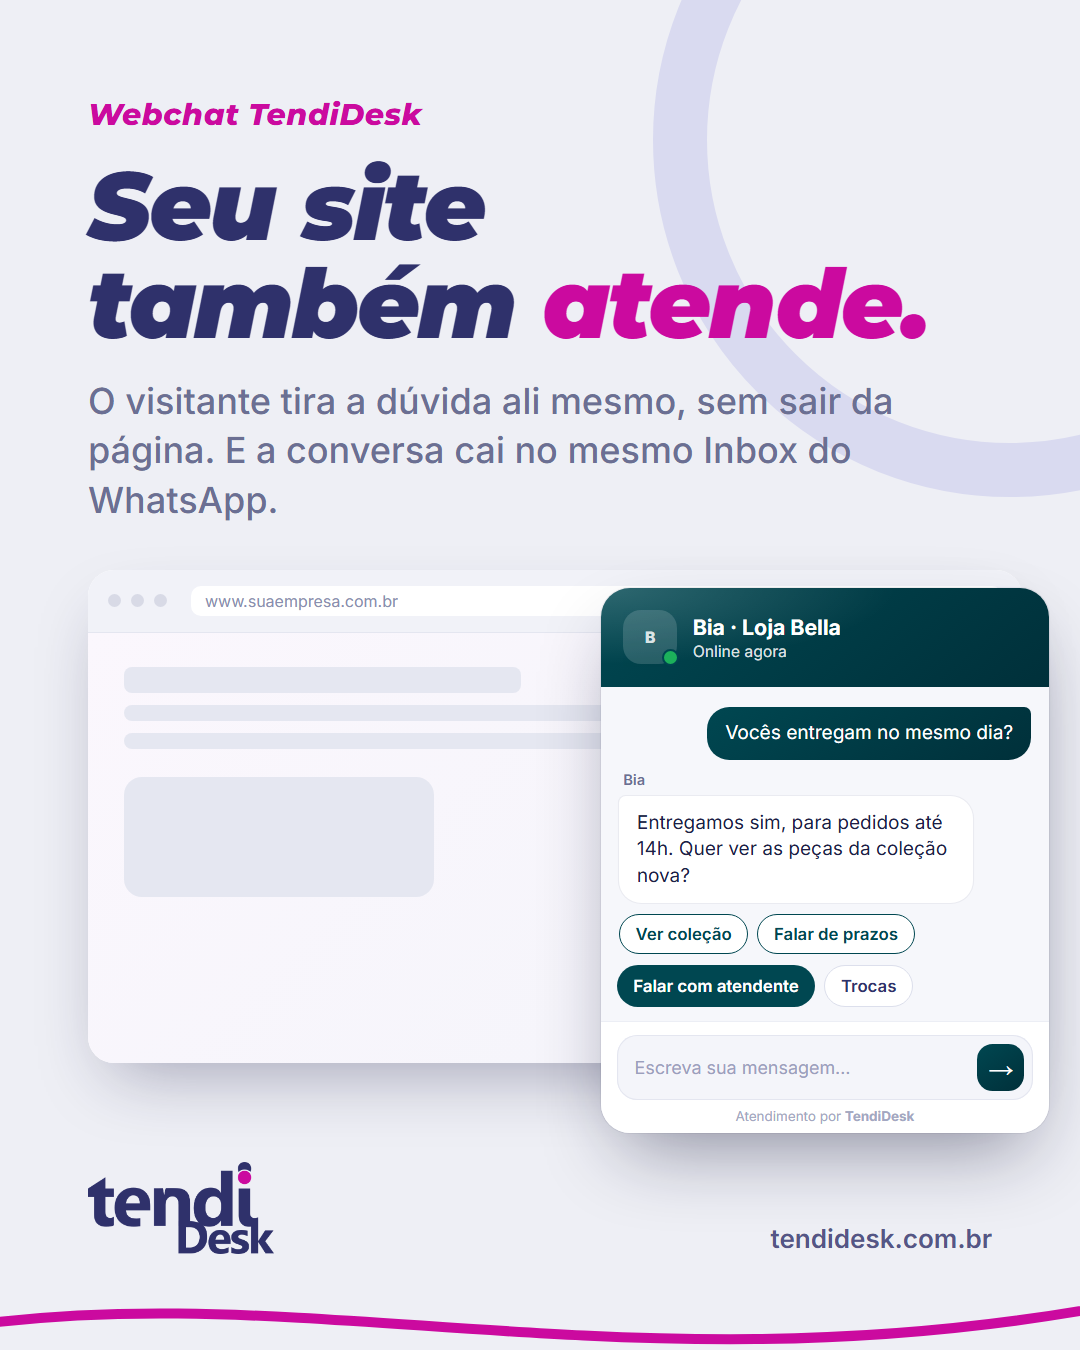 Webchat TendiDesk
Seu site
também atende.
O visitante tira a dúvida ali mesmo, sem sair da
página. E a conversa cai no mesmo Inbox do
WhatsApp.
www.suaempresa.com.br
B
Bia · Loja Bella
Online agora
Vocês entregam no mesmo dia?
Bia
Entregamos sim, para pedidos até
14h. Quer ver as peças da coleção
nova?
Ver coleção
Falar de prazos
Falar com atendente
Trocas
Escreva sua mensagem...
Atendimento por TendiDesk
tendi
Desk
tendidesk.com.br